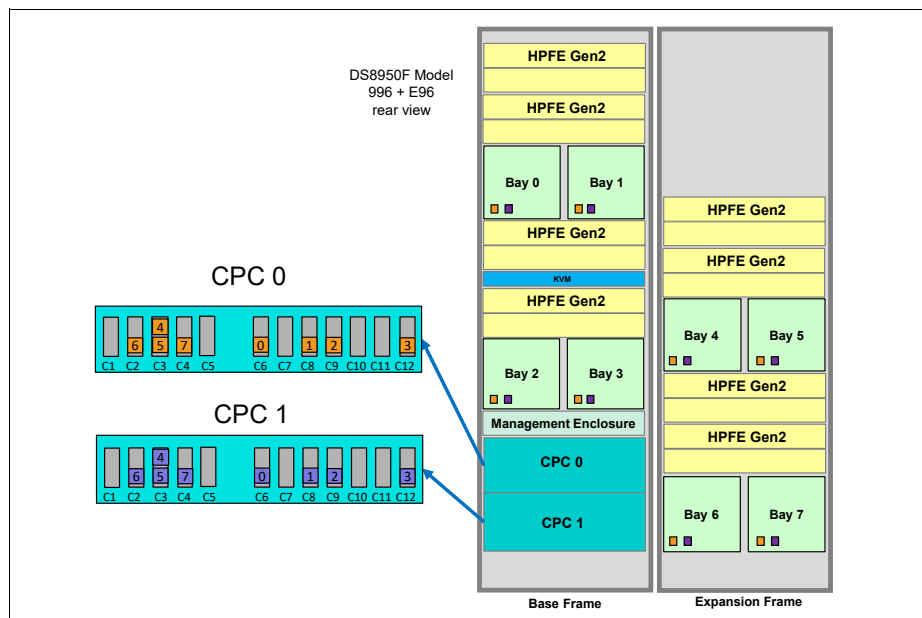 DS8950F Model
996 + E96
rear view
HPFE Gen2
HPFE Gen2
Bay 0 Bay 1
HPFE Gen2
KVM
HPFE Gen2
Bay 2 Bay 3
Management Enclosure
CPC 0
CPC 1
Base Frame
HPFE Gen2
HPFE Gen2
Bay 4 Bay 5
HPFE Gen2
HPFE Gen2
Bay 6 Bay 7
Expansion Frame
CPC 0
4
6 5 7 0 1 2 3
C1 C2 C3 C4 C5 C6 C7 C8 C9 C10 C11 C12
CPC 1
4
6 5 7 0 1 2 3
C1 C2 C3 C4 C5 C6 C7 C8 C9 C10 C11 C12